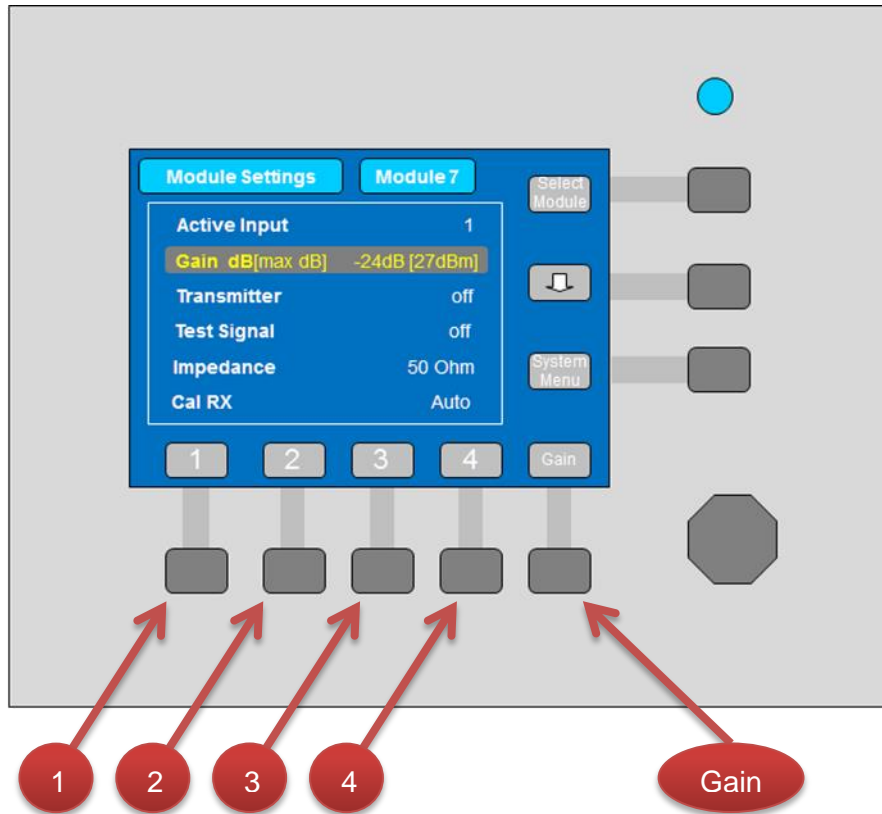 Module Settings
Module 7
Select
Module
Active Input 1
Gain dB[max dB] -24dB [27dBm]
Transmitter off
Test Signal off
Impedance 50 Ohm
System
Menu
Cal RX Auto
1 2 3 4 Gain
1 2 3 4 Gain